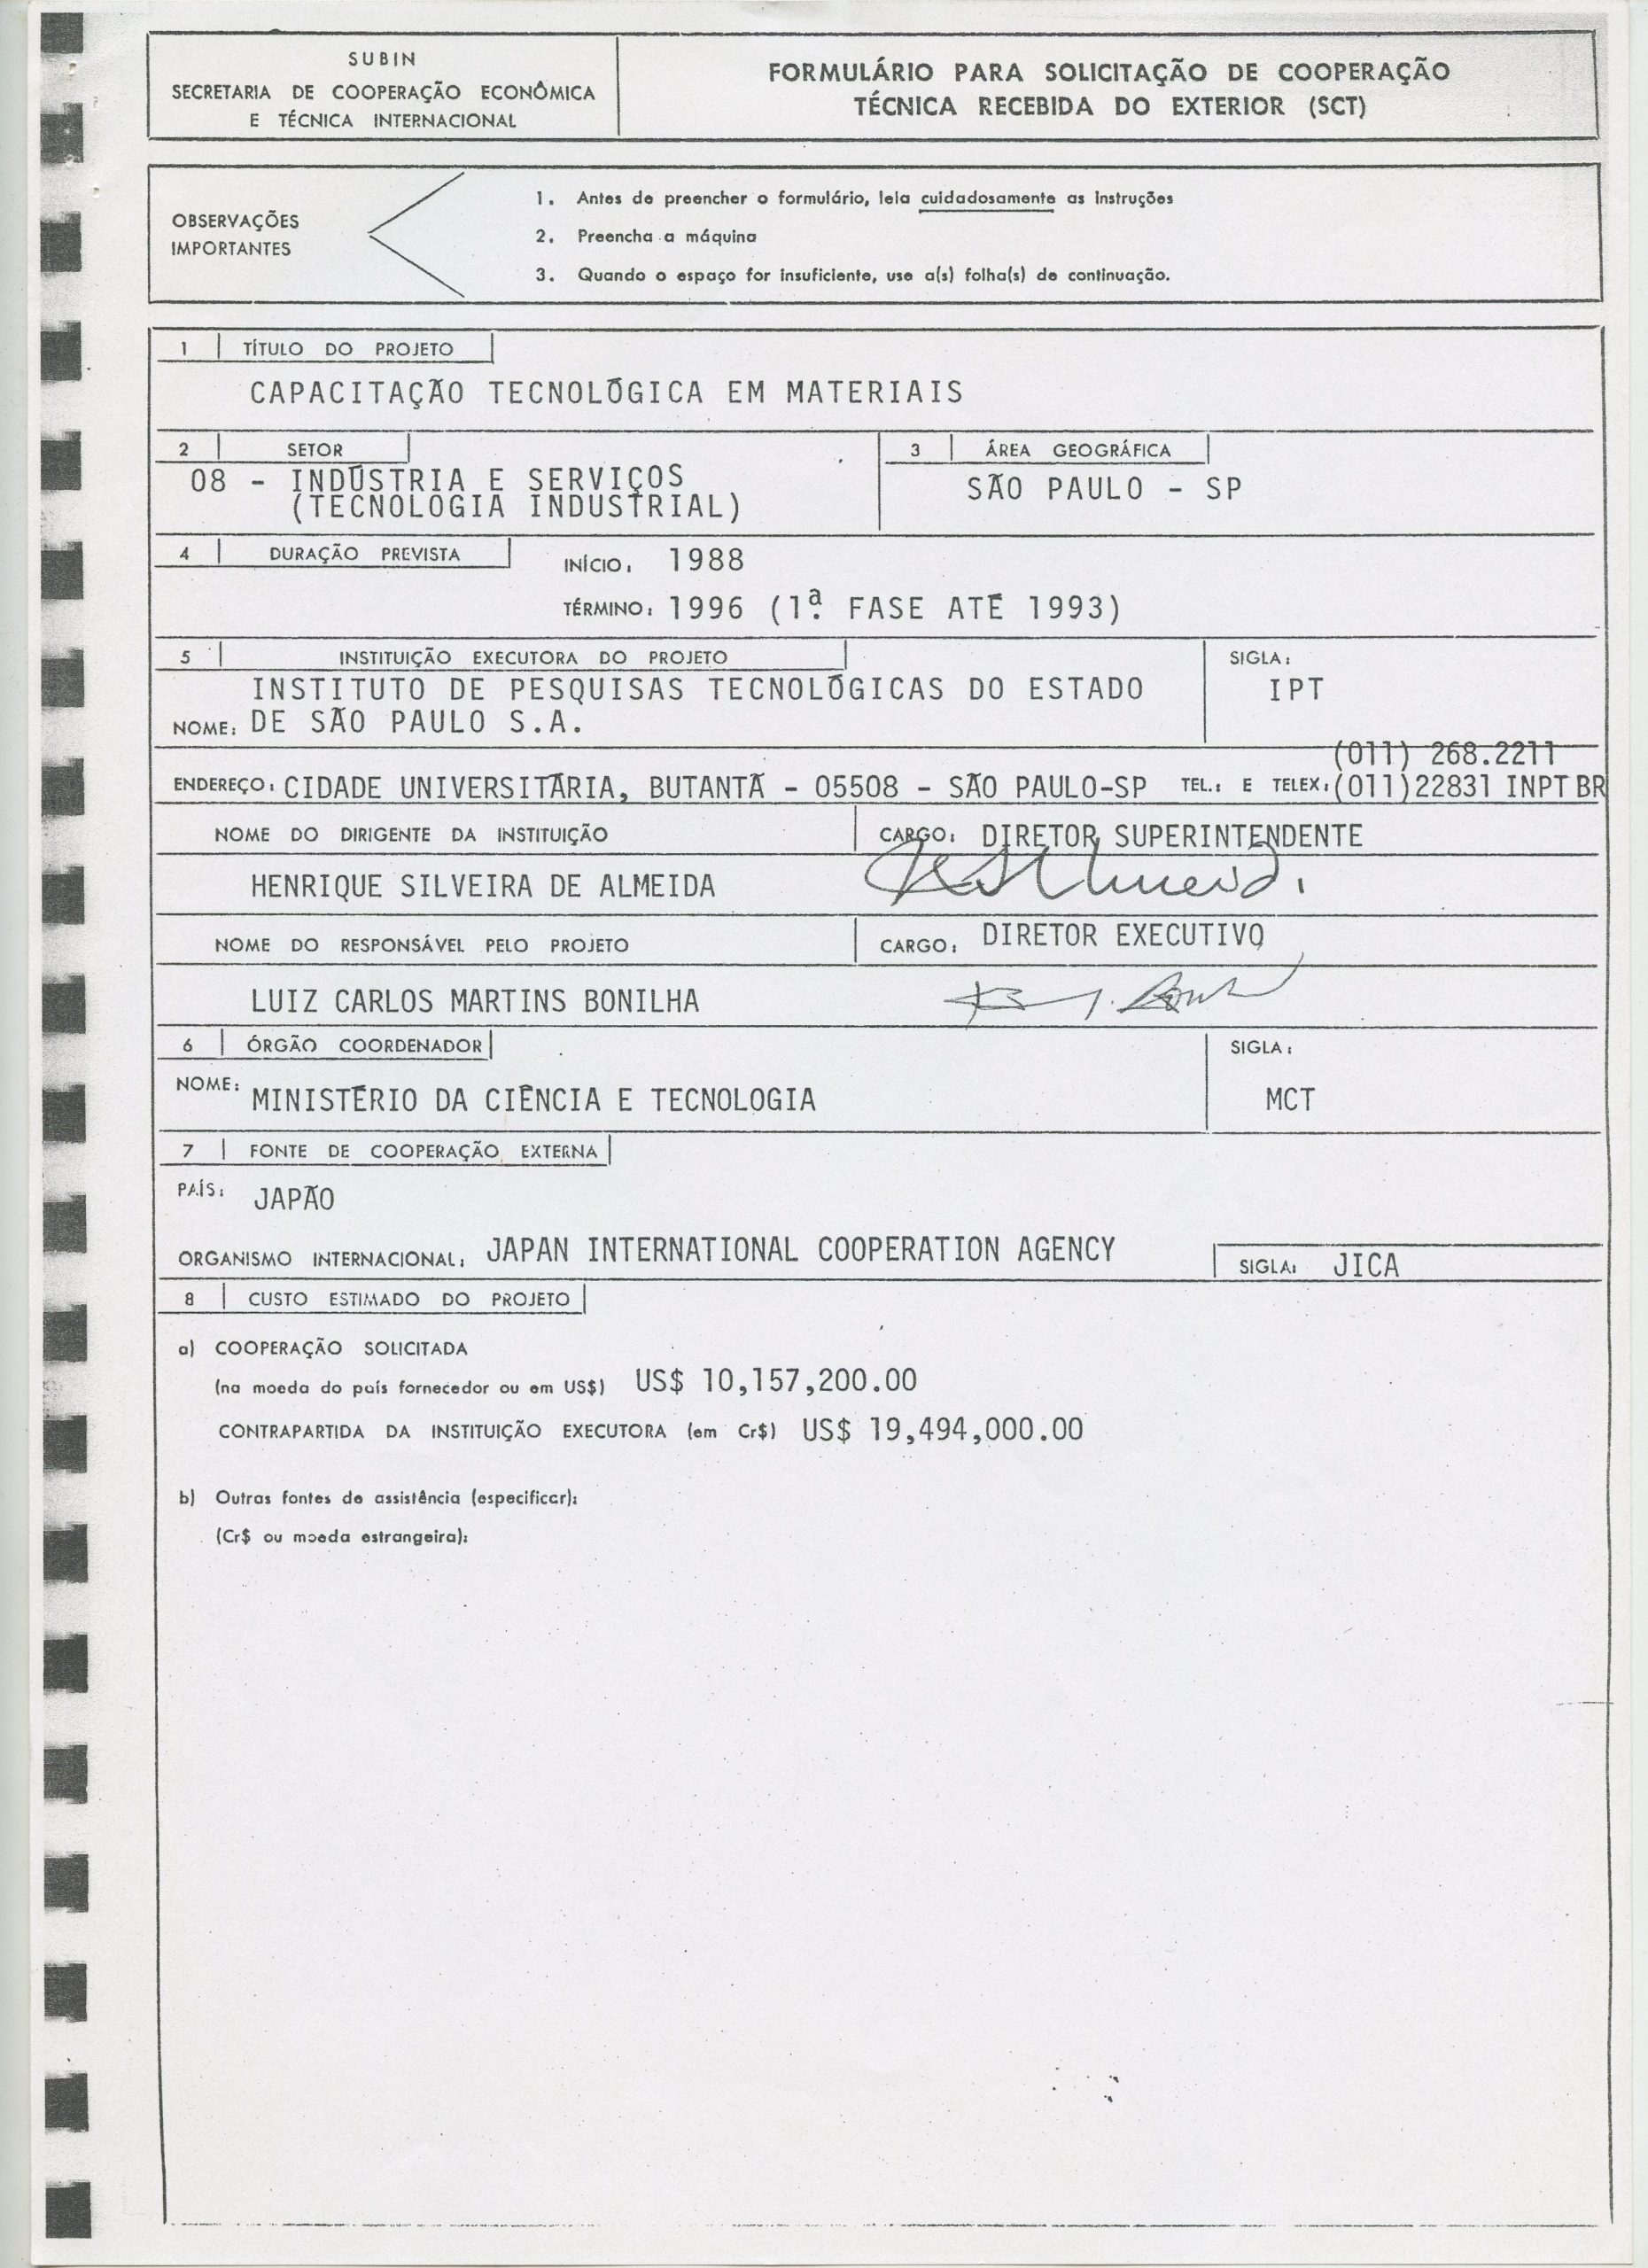 SUBIN
SECRETARIA DE COOPERAÇÃO ECONÔMICA
E TÉCNICA INTERNACIONAL
FORMULÁRIO PARA SOLICITAÇÃO DE COOPERAÇÃO
TÉCNICA RECEBIDA DO EXTERIOR (SCT)
OBSERVAÇÕES
IMPORTANTES
1. Antes de preencher o formulário, leia cuidadosamente as Instruções
2. Preencha a máquina
3. Quando o espaço for insuficiente, use a(s) folha(s) de continuação.
1 TÍTULO DO PROJETO
CAPACITAÇÃO TECNOLÓGICA EM MATERIAIS
2 SETOR
08 - INDÚSTRIA E SERVIÇOS
(TECNOLOGIA INDUSTRIAL)
3 ÁREA GEOGRÁFICA
SÃO PAULO - SP
4 DURAÇÃO PREVISTA
INÍCIO: 1988
TÉRMINO: 1996 (1ª FASE ATÉ 1993)
5 INSTITUIÇÃO EXECUTORA DO PROJETO
SIGLA:
INSTITUTO DE PESQUISAS TECNOLÓGICAS DO ESTADO
IPT
NOME: DE SÃO PAULO S.A.
(011) 268.2211
ENDEREÇO: CIDADE UNIVERSITÁRIA, BUTANTÃ - 05508 - SÃO PAULO-SP TEL.: E TELEX: (011)22831 INPT BR
NOME DO DIRIGENTE DA INSTITUIÇÃO
CARGO: DIRETOR SUPERINTENDENTE
HENRIQUE SILVEIRA DE ALMEIDA
NOME DO RESPONSÁVEL PELO PROJETO
CARGO: DIRETOR EXECUTIVO
LUIZ CARLOS MARTINS BONILHA
6 ÓRGÃO COORDENADOR
SIGLA:
NOME: MINISTÉRIO DA CIÊNCIA E TECNOLOGIA
MCT
7 FONTE DE COOPERAÇÃO EXTERNA
PAÍS: JAPÃO
ORGANISMO INTERNACIONAL: JAPAN INTERNATIONAL COOPERATION AGENCY
SIGLA: JICA
8 CUSTO ESTIMADO DO PROJETO
a) COOPERAÇÃO SOLICITADA
(na moeda do país fornecedor ou em US$) US$ 10,157,200.00
CONTRAPARTIDA DA INSTITUIÇÃO EXECUTORA (em Cr$) US$ 19,494,000.00
b) Outras fontes de assistência (especificar):
(Cr$ ou moeda estrangeira):